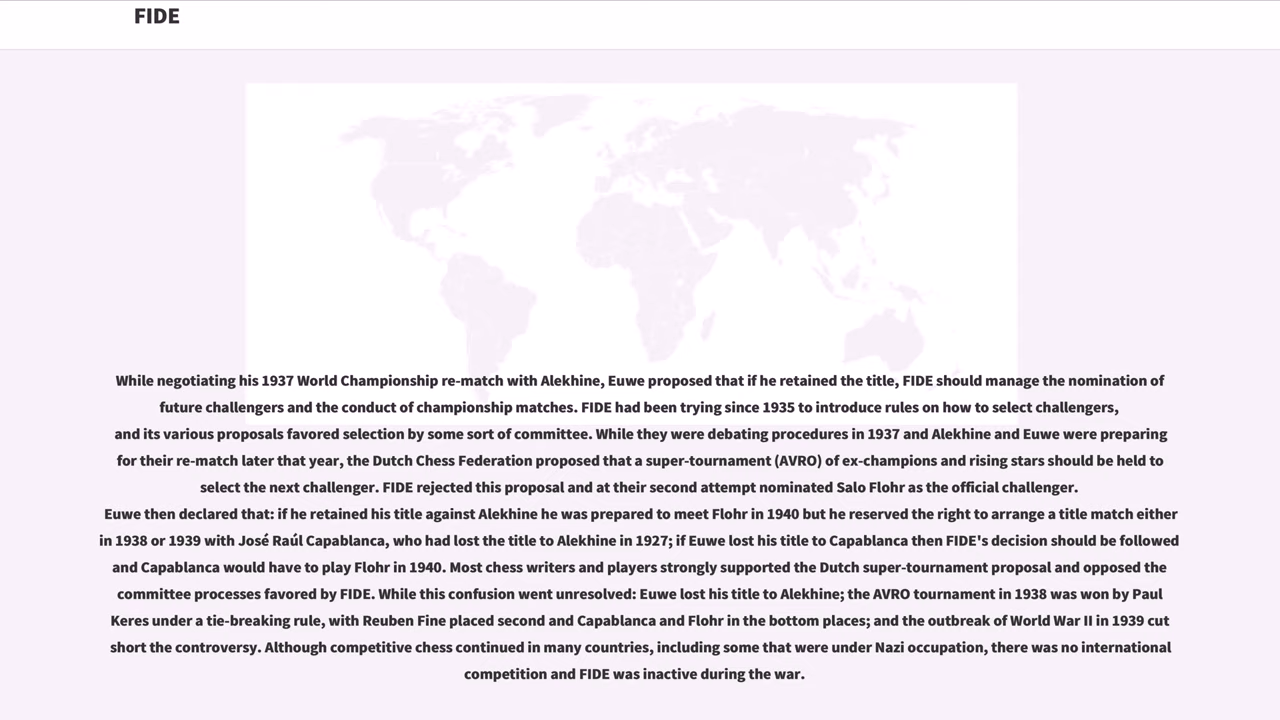 FIDE
While negotiating his 1937 World Championship re-match with Alekhine, Euwe proposed that if he retained the title, FIDE should manage the nomination of
future challengers and the conduct of championship matches. FIDE had been trying since 1935 to introduce rules on how to select challengers,
and its various proposals favored selection by some sort of committee. While they were debating procedures in 1937 and Alekhine and Euwe were preparing
for their re-match later that year, the Dutch Chess Federation proposed that a super-tournament (AVRO) of ex-champions and rising stars should be held to
select the next challenger. FIDE rejected this proposal and at their second attempt nominated Salo Flohr as the official challenger.
Euwe then declared that: if he retained his title against Alekhine he was prepared to meet Flohr in 1940 but he reserved the right to arrange a title match either
in 1938 or 1939 with José Raúl Capablanca, who had lost the title to Alekhine in 1927; if Euwe lost his title to Capablanca then FIDE's decision should be followed
and Capablanca would have to play Flohr in 1940. Most chess writers and players strongly supported the Dutch super-tournament proposal and opposed the
committee processes favored by FIDE. While this confusion went unresolved: Euwe lost his title to Alekhine; the AVRO tournament in 1938 was won by Paul
Keres under a tie-breaking rule, with Reuben Fine placed second and Capablanca and Flohr in the bottom places; and the outbreak of World War II in 1939 cut
short the controversy. Although competitive chess continued in many countries, including some that were under Nazi occupation, there was no international
competition and FIDE was inactive during the war.